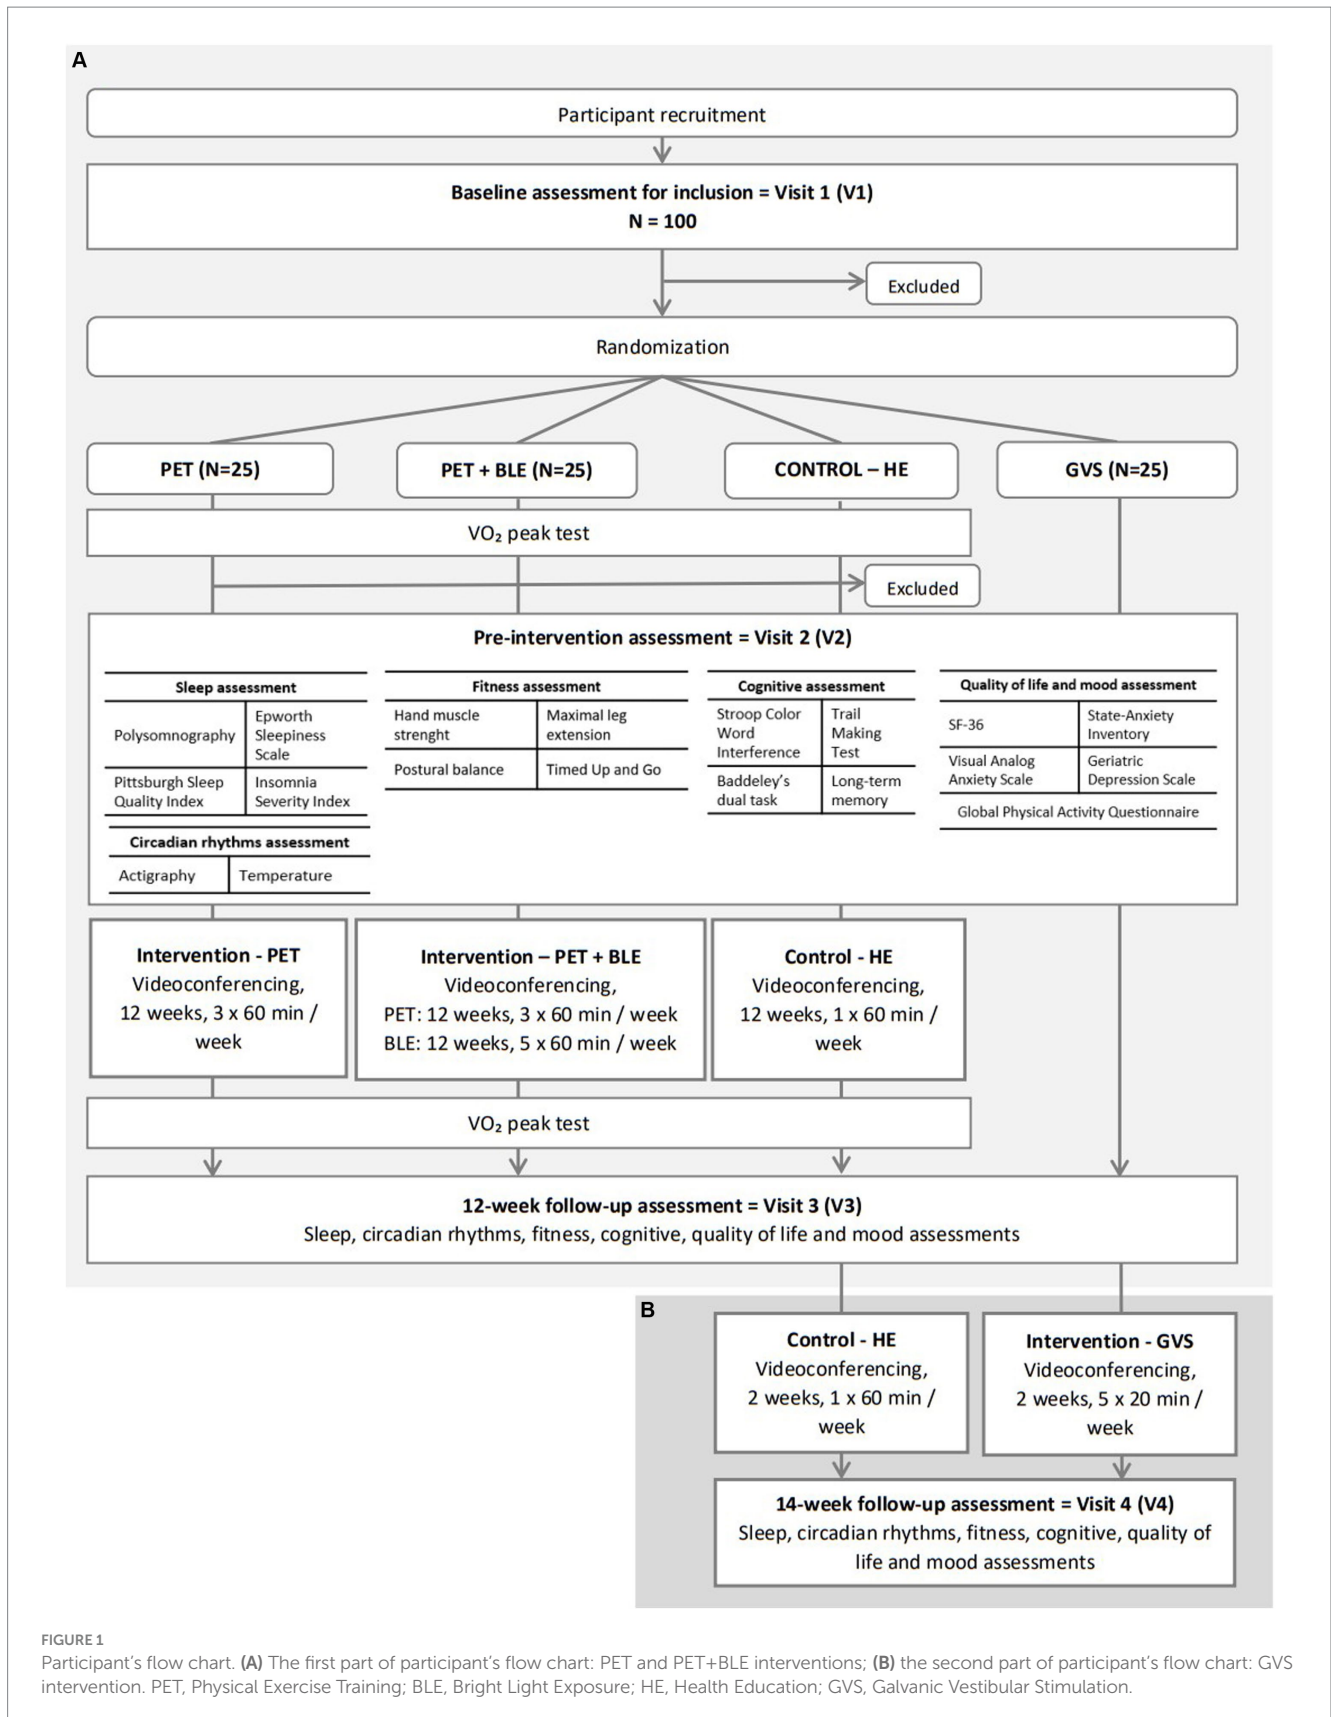 A
Participant recruitment
Baseline assessment for inclusion = Visit 1 (V1)
N = 100
Excluded
Randomization
PET (N=25)
PET + BLE (N=25)
CONTROL – HE
GVS (N=25)
VO₂ peak test
Excluded
Pre-intervention assessment = Visit 2 (V2)
Sleep assessment
Polysomnography
Epworth
Sleepiness
Scale
Pittsburgh Sleep
Quality Index
Insomnia
Severity Index
Circadian rhythms assessment
Actigraphy
Temperature
Fitness assessment
Hand muscle
strenght
Maximal leg
extension
Postural balance
Timed Up and Go
Cognitive assessment
Stroop Color
Word
Interference
Trail
Making
Test
Baddeley's
dual task
Long-term
memory
Quality of life and mood assessment
SF-36
State-Anxiety
Inventory
Visual Analog
Anxiety Scale
Geriatric
Depression Scale
Global Physical Activity Questionnaire
Intervention - PET
Videoconferencing,
12 weeks, 3 x 60 min /
week
Intervention – PET + BLE
Videoconferencing,
PET: 12 weeks, 3 x 60 min / week
BLE: 12 weeks, 5 x 60 min / week
Control - HE
Videoconferencing,
12 weeks, 1 x 60 min /
week
VO₂ peak test
12-week follow-up assessment = Visit 3 (V3)
Sleep, circadian rhythms, fitness, cognitive, quality of life and mood assessments
B
Control - HE
Videoconferencing,
2 weeks, 1 x 60 min /
week
Intervention - GVS
Videoconferencing,
2 weeks, 5 x 20 min /
week
14-week follow-up assessment = Visit 4 (V4)
Sleep, circadian rhythms, fitness, cognitive, quality of
life and mood assessments
FIGURE 1
Participant's flow chart. (A) The first part of participant's flow chart: PET and PET+BLE interventions; (B) the second part of participant's flow chart: GVS
intervention. PET, Physical Exercise Training; BLE, Bright Light Exposure; HE, Health Education; GVS, Galvanic Vestibular Stimulation.